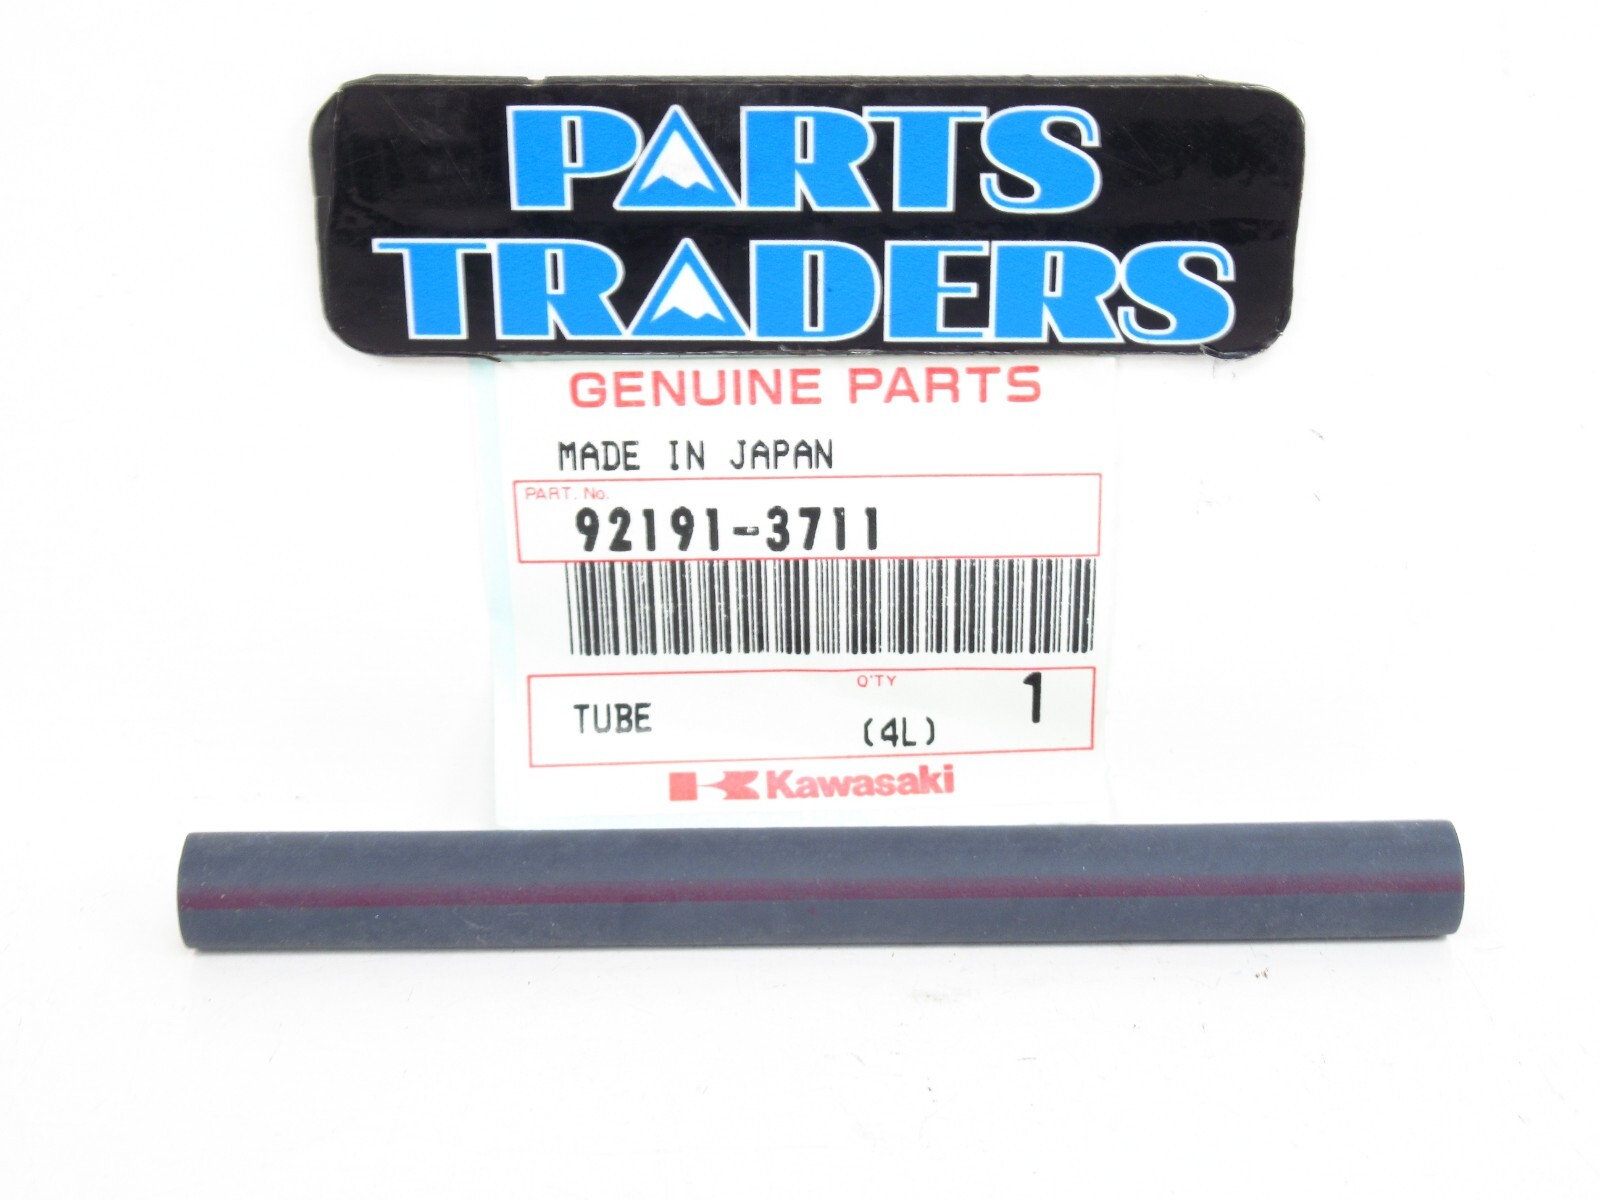 PARTS
TRADERS
GENUINE PARTS
MADE IN JAPAN
PART. No.
92191-3711
Q'TY
TUBE (4L) 1
Kawasaki